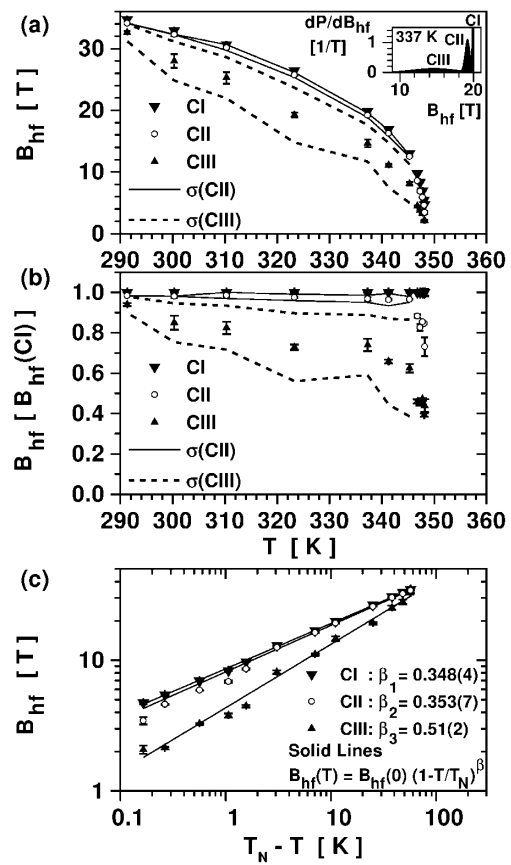 (a)
dP/dB_hf
[1/T]
CI
337 K
CII
CIII
1
0
10
20
B_hf [T]
B_hf [ T ]
30
20
10
0
CI
CII
CIII
σ(CII)
σ(CIII)
290 300 310 320 330 340 350 360
(b)
B_hf [ B_hf(CI) ]
1.0
0.8
0.6
0.4
0.2
0.0
CI
CII
CIII
σ(CII)
σ(CIII)
290 300 310 320 330 340 350 360
T [ K ]
(c)
B_hf [ T ]
10
1
CI : β_1 = 0.348(4)
CII : β_2 = 0.353(7)
CIII: β_3 = 0.51(2)
Solid Lines
B_hf(T) = B_hf(0) (1-T/T_N)^β
0.1 1 10 100
T_N - T [ K ]